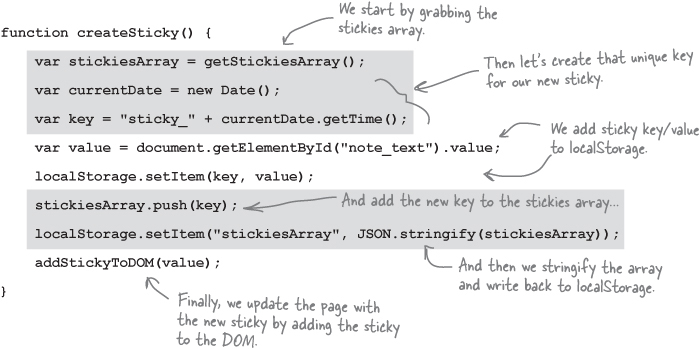 We start by grabbing the
stickies array.
function createSticky() {
var stickiesArray = getStickiesArray();
var currentDate = new Date();
var key = "sticky_" + currentDate.getTime();
Then let's create that unique key
for our new sticky.
var value = document.getElementById("note_text").value;
We add sticky key/value
to localStorage.
localStorage.setItem(key, value);
stickiesArray.push(key);
And add the new key to the stickies array...
localStorage.setItem("stickiesArray", JSON.stringify(stickiesArray));
And then we stringify the array
and write back to localStorage.
addStickyToDOM(value);
Finally, we update the page with
the new sticky by adding the sticky
to the DOM.
}